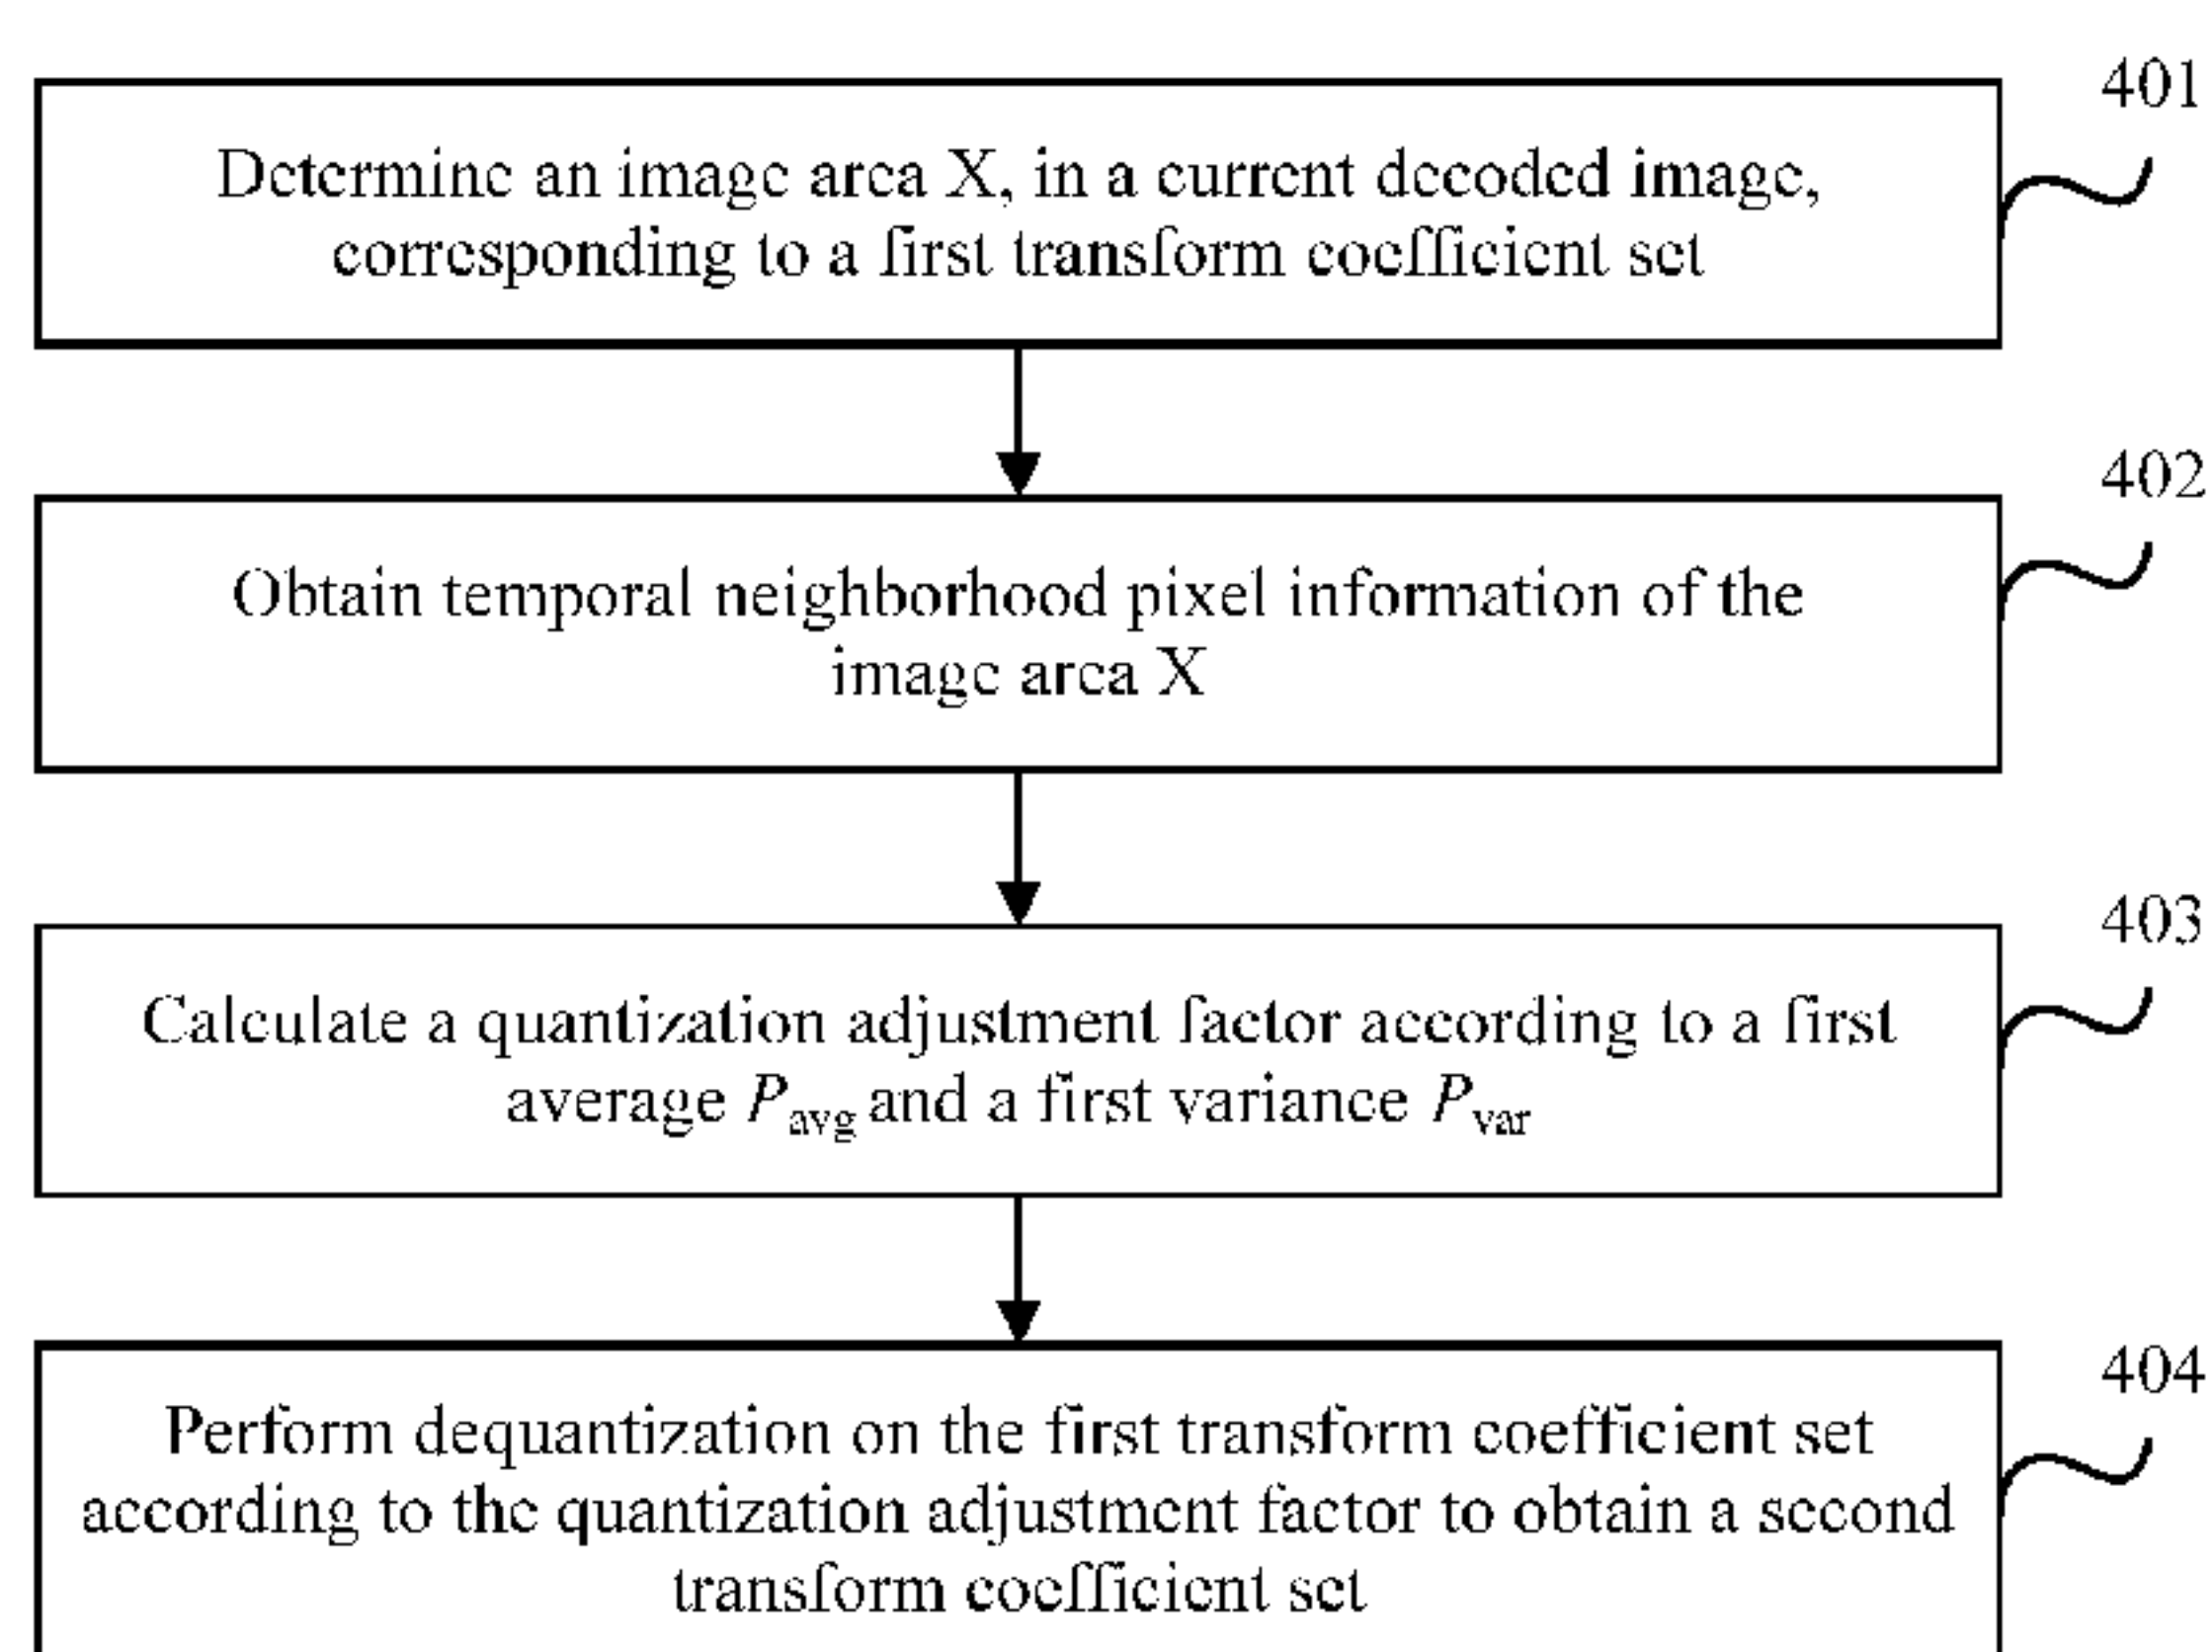 401
Determine an image area X, in a current decoded image,
corresponding to a first transform coefficient set
402
Obtain temporal neighborhood pixel information of the
image area X
403
Calculate a quantization adjustment factor according to a first
average Pavg and a first variance Pvar
404
Perform dequantization on the first transform coefficient set
according to the quantization adjustment factor to obtain a second
transform coefficient set